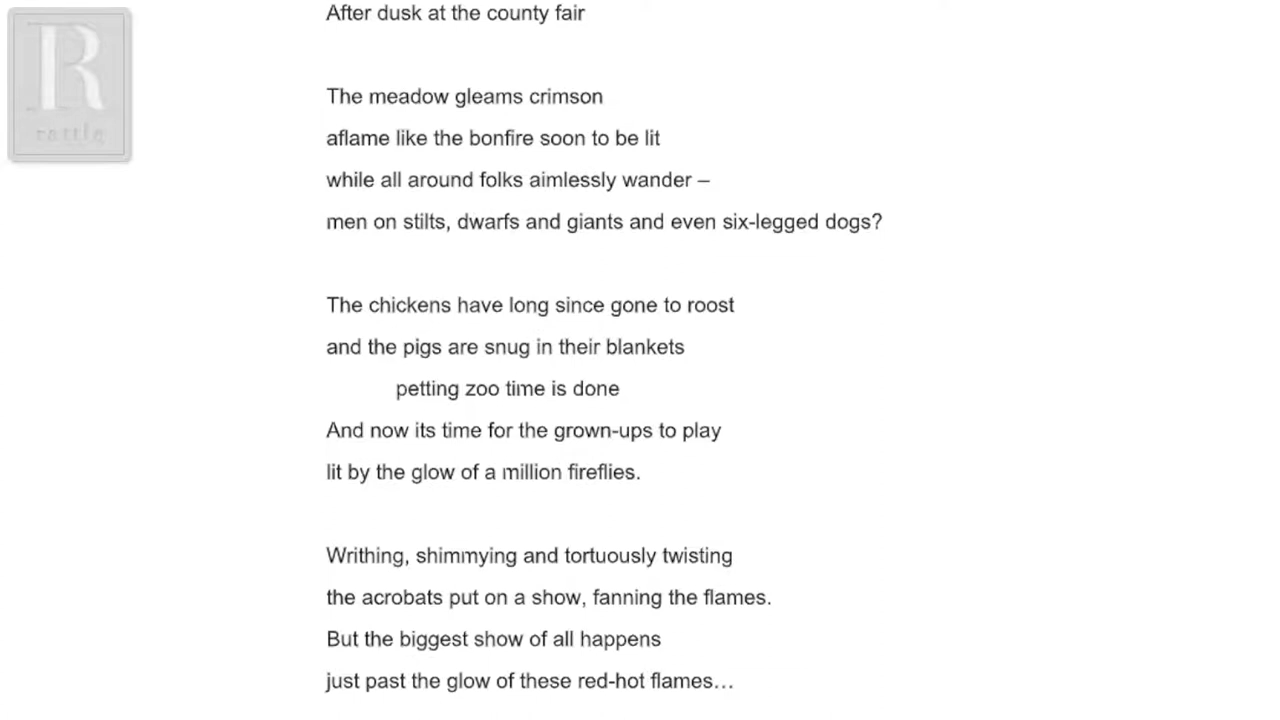 R
rattle
After dusk at the county fair
The meadow gleams crimson
aflame like the bonfire soon to be lit
while all around folks aimlessly wander –
men on stilts, dwarfs and giants and even six-legged dogs?
The chickens have long since gone to roost
and the pigs are snug in their blankets
petting zoo time is done
And now its time for the grown-ups to play
lit by the glow of a million fireflies.
Writhing, shimmying and tortuously twisting
the acrobats put on a show, fanning the flames.
But the biggest show of all happens
just past the glow of these red-hot flames…